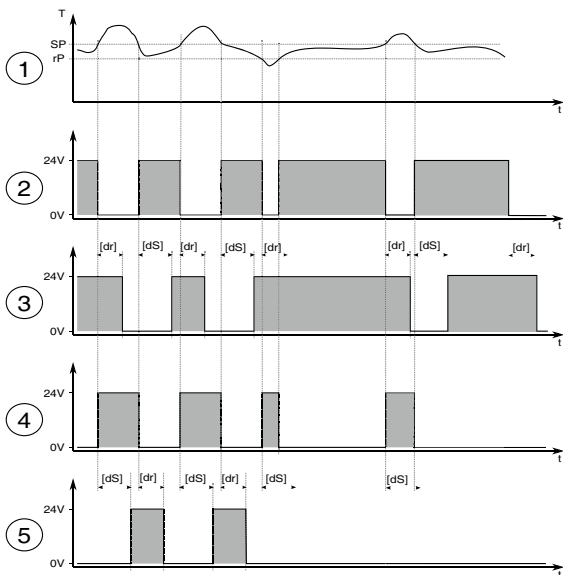 T
SP
rP
1
t
24V
2
0V
t
[dr] [dS] [dr] [dS] [dr] [dr] [dS] [dr]
24V
3
0V
t
24V
4
0V
t
[dS] [dr] [dS] [dr] [dS] [dS]
24V
5
0V
t